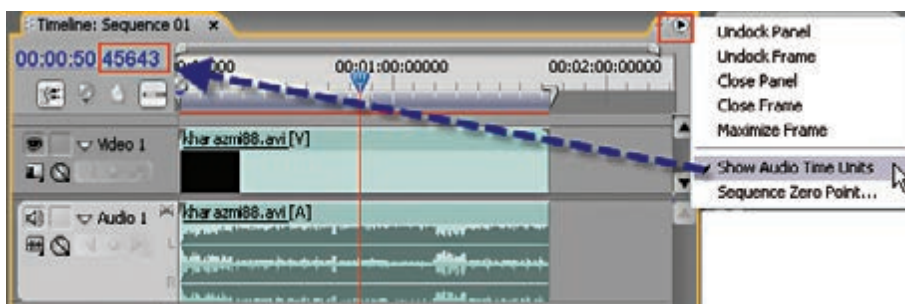 Timeline: Sequence 01 ×
00:00:50 45643
00:01:00:00000
00:02:00:00000
Video 1
kharazmi88.avi [V]
Audio 1
kharazmi88.avi [A]
L
R
Undock Panel
Undock Frame
Close Panel
Close Frame
Maximize Frame
Show Audio Time Units
Sequence Zero Point...